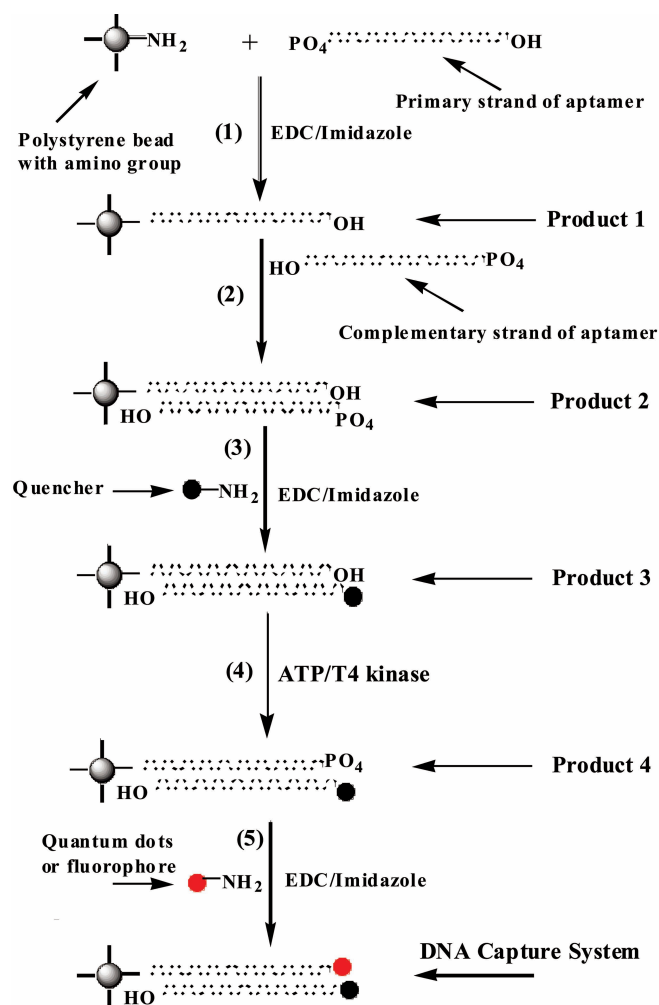 NH2
+
PO4
OH
Primary strand of aptamer
Polystyrene bead
with amino group
(1)
EDC/Imidazole
OH
Product 1
HO
PO4
(2)
Complementary strand of aptamer
OH
HO
PO4
Product 2
(3)
Quencher
NH2
EDC/Imidazole
OH
HO
Product 3
(4)
ATP/T4 kinase
PO4
HO
Product 4
(5)
Quantum dots
or fluorophore
NH2
EDC/Imidazole
DNA Capture System
HO